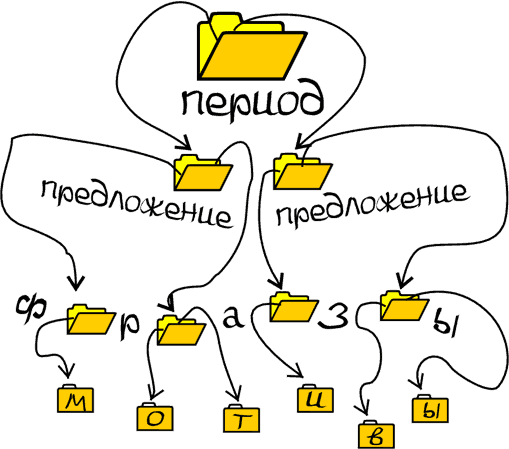 период
предложение предложение
ф р а з ы
м о т и в ы